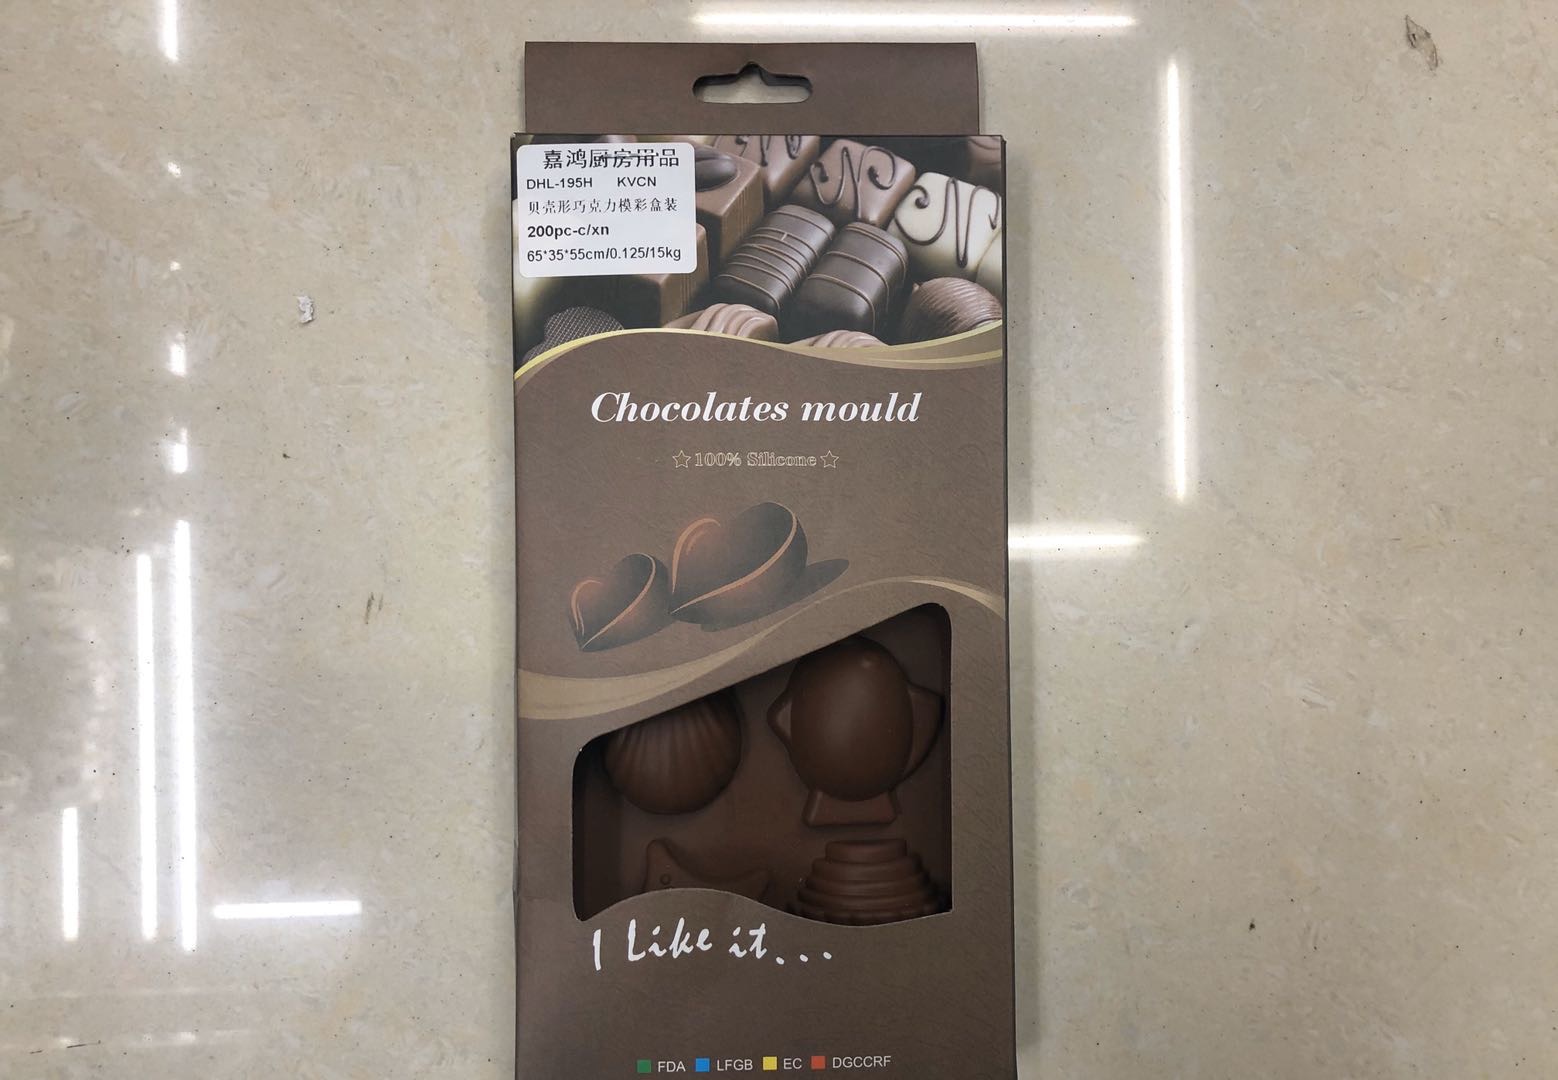 嘉鸿厨房用品
DHL-195H KVCN
贝壳形巧克力模彩盒装
200pc-c/xn
65*35*55cm/0.125/15kg
Chocolates mould
☆100% Silicone☆
I Like it...
FDA LFGB EC DGCCRF